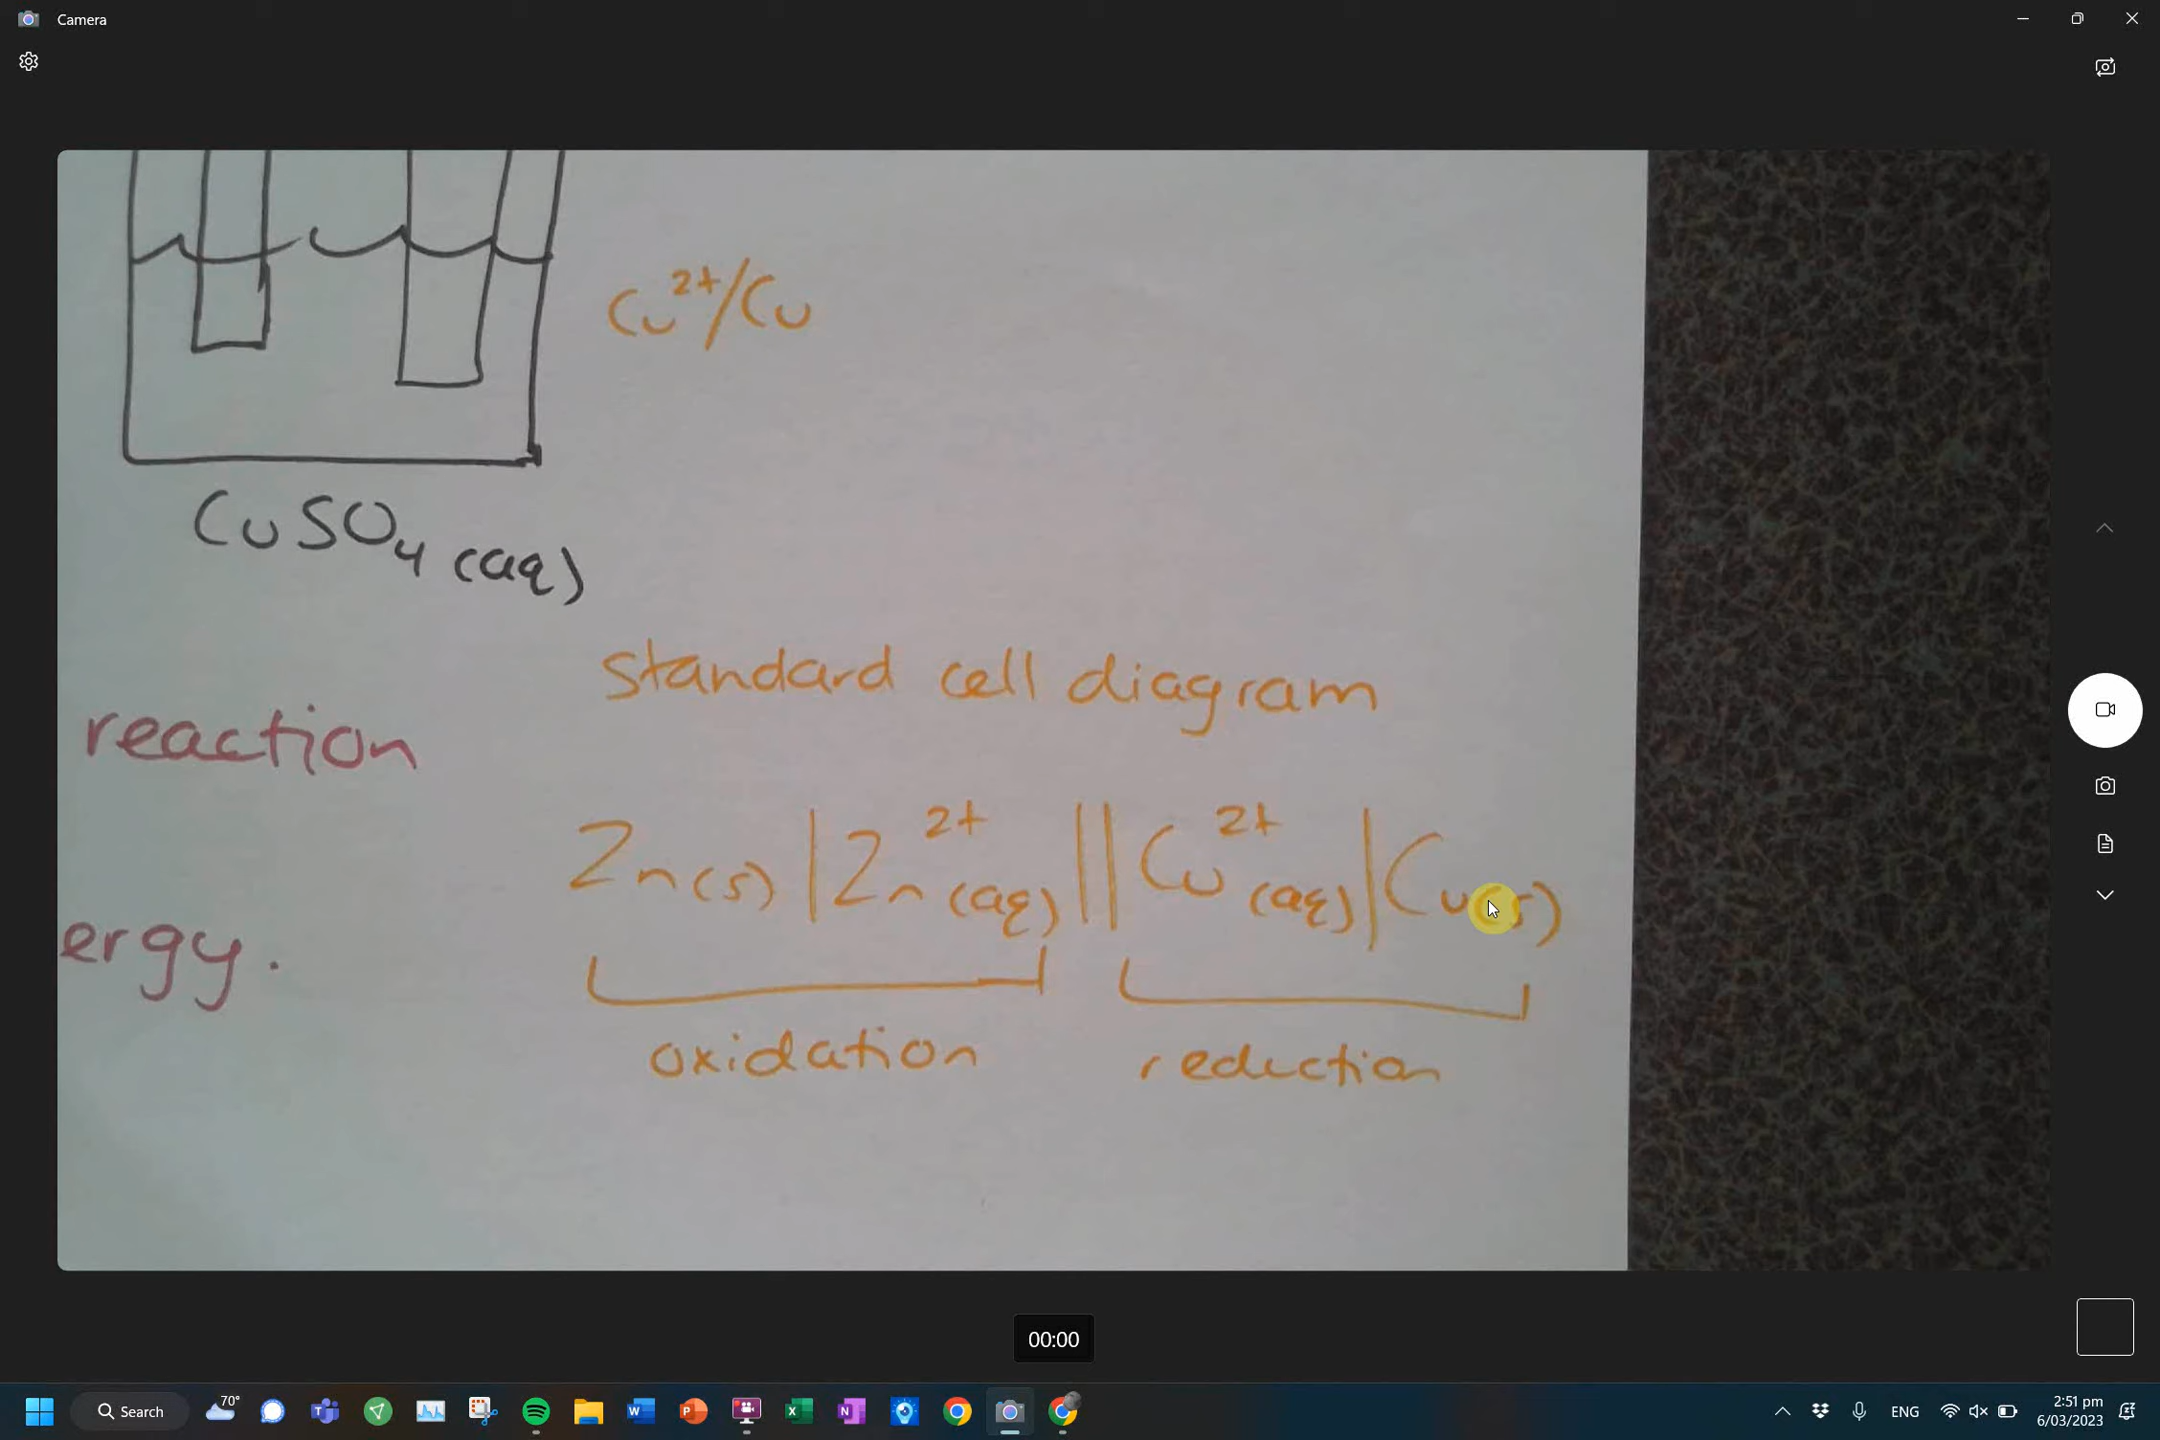 Camera
Cu²⁺/Cu
CuSO₄ (aq)
standard cell diagram
reaction
Zn(s) | Zn²⁺(aq) || Cu²⁺(aq) | Cu(s)
ergy.
oxidation
reduction
00:00
70°
Search
ENG
2:51 pm
6/03/2023